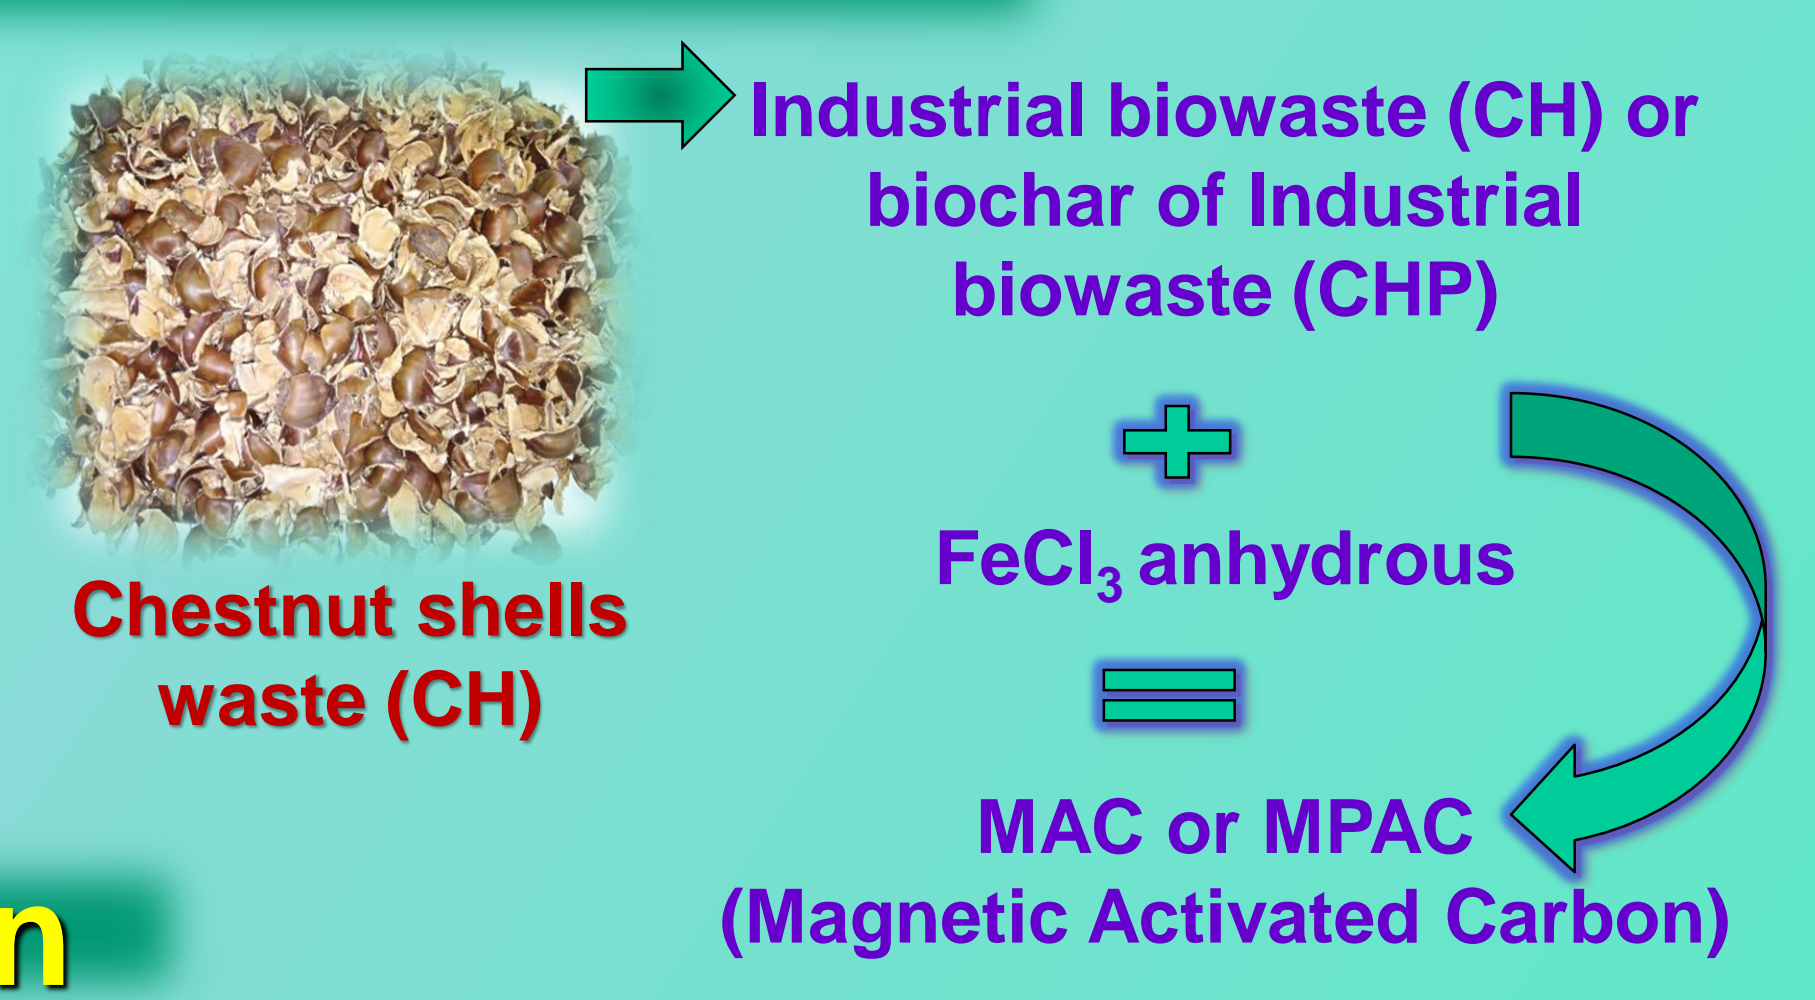 Industrial biowaste (CH) or
biochar of Industrial
biowaste (CHP)
FeCl₃ anhydrous
Chestnut shells
waste (CH)
MAC or MPAC
(Magnetic Activated Carbon)
n